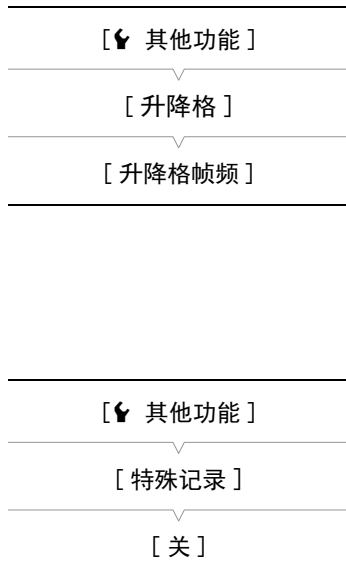 [ 其他功能 ]
[ 升降格 ]
[ 升降格帧频 ]
[ 其他功能 ]
[ 特殊记录 ]
[ 关 ]